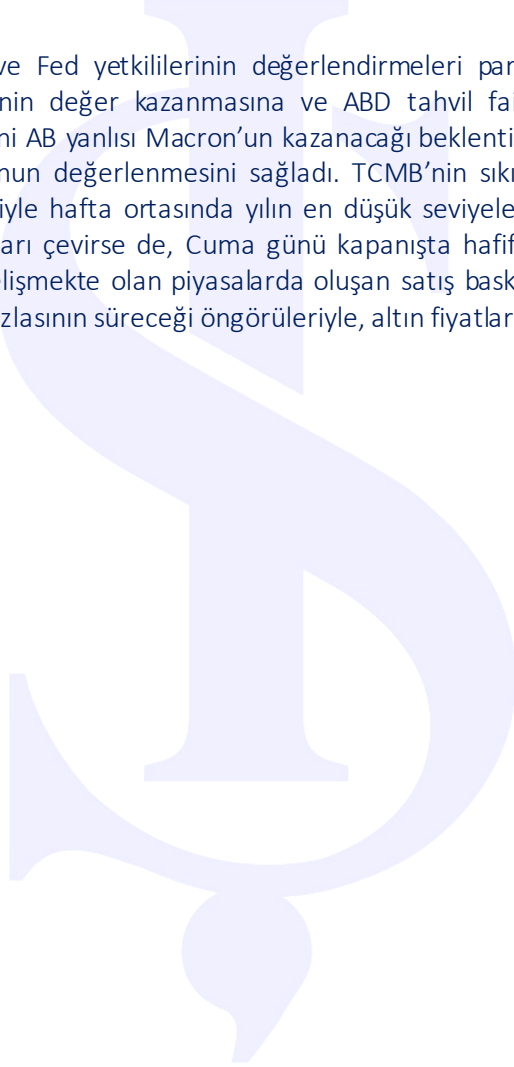 ve Fed yetkililerinin değerlendirmeleri par
nin değer kazanmasına ve ABD tahvil fai
ni AB yanlısı Macron’un kazanacağı beklenti
nun değerlenmesini sağladı. TCMB’nin sıkı
iyle hafta ortasında yılın en düşük seviyele
arı çevirse de, Cuma günü kapanışta hafif
elişmekte olan piyasalarda oluşan satış bask
zlasının süreceği öngörüleriyle, altın fiyatlar